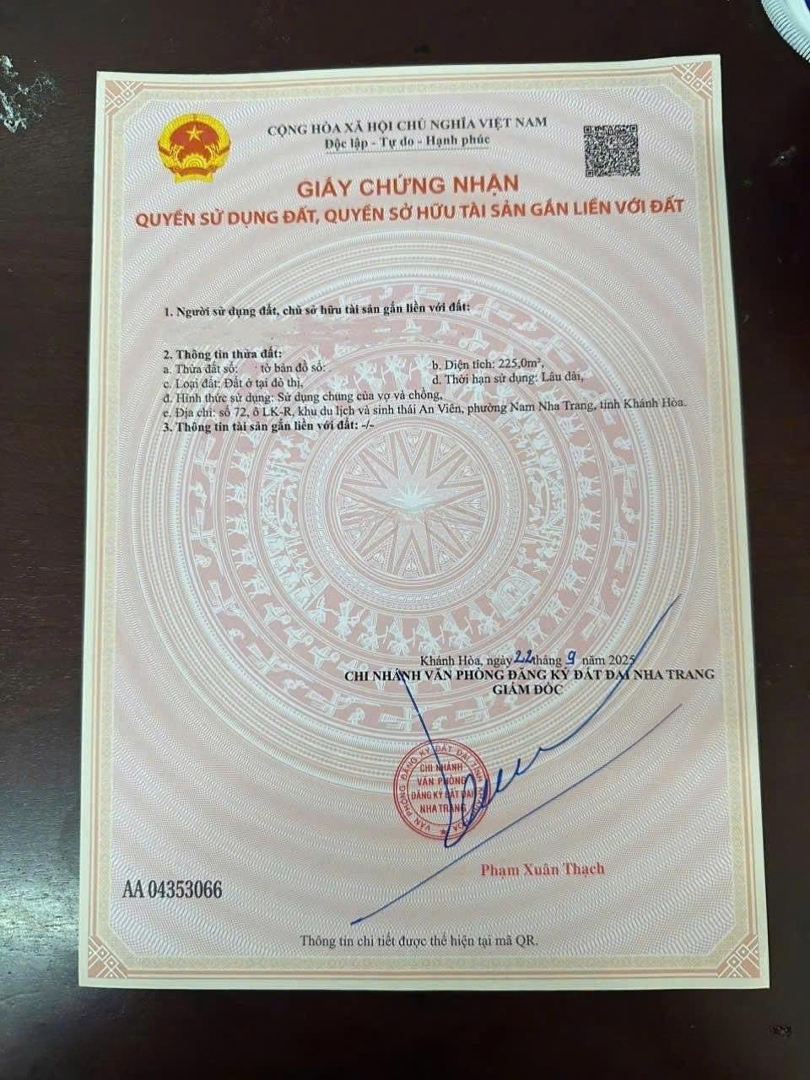 CỘNG HÒA XÃ HỘI CHỦ NGHĨA VIỆT NAM
Độc lập - Tự do - Hạnh phúc
GIẤY CHỨNG NHẬN
QUYỀN SỬ DỤNG ĐẤT, QUYỀN SỞ HỮU TÀI SẢN GẮN LIỀN VỚI ĐẤT
1. Người sử dụng đất, chủ sở hữu tài sản gắn liền với đất:
2. Thông tin thửa đất:
a. Thửa đất số: tờ bản đồ số: b. Diện tích: 225,0m²,
c. Loại đất: Đất ở tại đô thị, d. Thời hạn sử dụng: Lâu dài,
đ. Hình thức sử dụng: Sử dụng chung của vợ và chồng,
e. Địa chỉ: số 72, ô LK-R, khu du lịch và sinh thái An Viên, phường Nam Nha Trang, tỉnh Khánh Hòa.
3. Thông tin tài sản gắn liền với đất: -/-
Khánh Hòa, ngày 22 tháng 9 năm 2025
CHI NHÁNH VĂN PHÒNG ĐĂNG KÝ ĐẤT ĐAI NHA TRANG
GIÁM ĐỐC
CHI NHÁNH
VĂN PHÒNG
ĐĂNG KÝ ĐẤT ĐAI
NHA TRANG
Phạm Xuân Thạch
AA 04353066
Thông tin chi tiết được thể hiện tại mã QR.